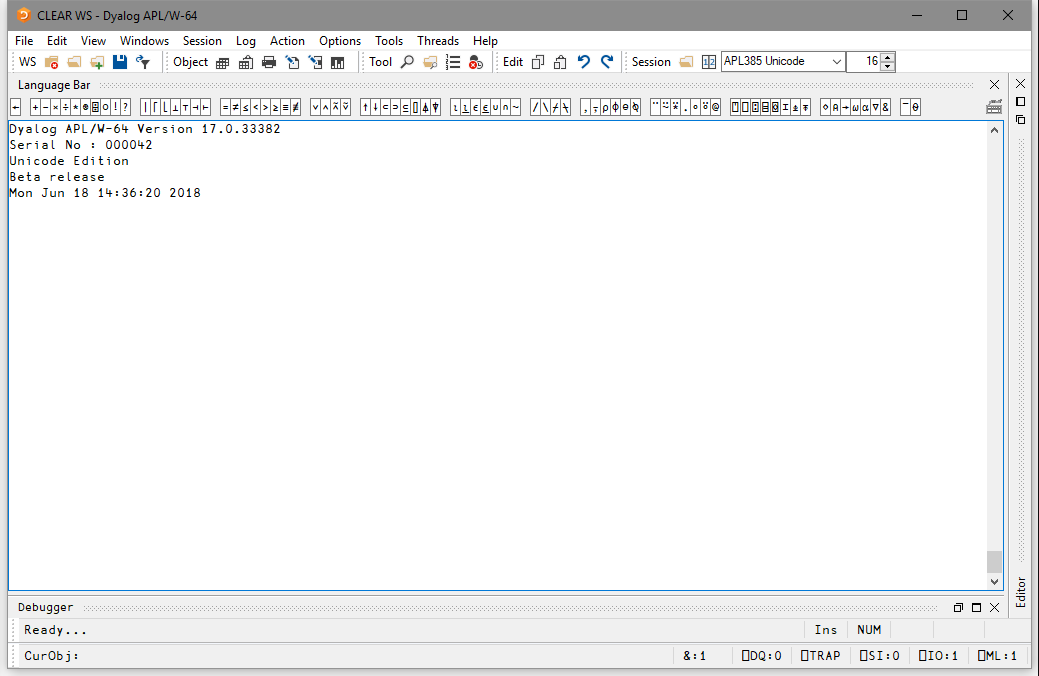 CLEAR WS - Dyalog APL/W-64
File Edit View Windows Session Log Action Options Tools Threads Help
WS Object Tool Edit Session APL385 Unicode 16
Language Bar
← + - × ÷ * ⍟ ⌹ ○ ! ? | ⌈ ⌊ ⊥ ⊤ ⊣ ⊢ = ≠ ≤ < > ≥ ≡ ≢ ∨ ∧ ⍲ ⍱ ↑ ↓ ⊂ ⊃ ⊆ ⌷ ⍋ ⍒ ⍳ ⍸ ∊ ⍷ ∪ ∩ ~ / \ ⌿ ⍀ , ⍪ ⍴ ⌽ ⊖ ⍉ ¨ ⍨ ⍣ . ∘ ⍤ @ ⍞ ⎕ ⍠ ⌸ ⌺ ⌶ ⍎ ⍕ ⋄ ⍝ → ⍵ ⍺ ∇ & ¯ ⍬
Dyalog APL/W-64 Version 17.0.33382
Serial No : 000042
Unicode Edition
Beta release
Mon Jun 18 14:36:20 2018
Editor
Debugger
Ready... Ins NUM
CurObj: &:1 ⎕DQ:0 ⎕TRAP ⎕SI:0 ⎕IO:1 ⎕ML:1